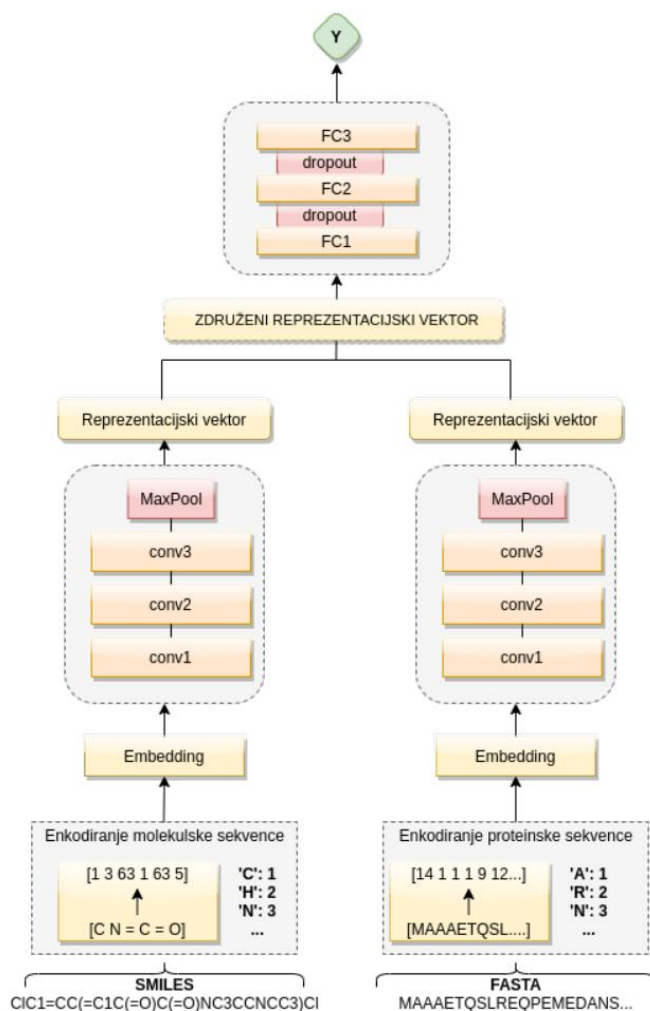 Y
FC3
dropout
FC2
dropout
FC1
ZDRUŽENI REPREZENTACIJSKI VEKTOR
Reprezentacijski vektor
MaxPool
conv3
conv2
conv1
Embedding
Enkodiranje molekulske sekvence
[1 3 63 1 63 5]
[C N = C = O]
'C': 1
'H': 2
'N': 3
...
SMILES
ClC1=CC(=C1C(=O)C(=O)NC3CCNCC3)Cl
Reprezentacijski vektor
MaxPool
conv3
conv2
conv1
Embedding
Enkodiranje proteinske sekvence
[14 1 1 1 9 12...]
[MAAAETQSL....]
'A': 1
'R': 2
'N': 3
...
FASTA
MAAAETQSLREQPEMEDANS...